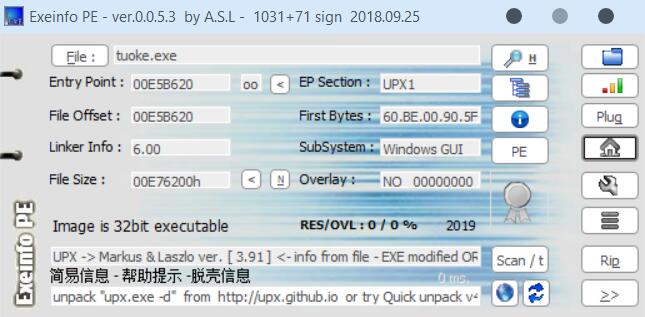 Exeinfo PE - ver.0.0.5.3 by A.S.L - 1031+71 sign 2018.09.25
File : tuoke.exe H
Entry Point : 00E5B620 oo < EP Section : UPX1
File Offset : 00E5B620 First Bytes : 60.BE.00.90.5F Plug
Linker Info : 6.00 SubSystem : Windows GUI PE
File Size : 00E76200h < N Overlay : NO 00000000
Image is 32bit executable RES/OVL : 0 / 0 % 2019
Exeinfo PE
UPX -> Markus & Laszlo ver. [ 3.91 ] <- info from file - EXE modified OR Scan / t Rip
简易信息 - 帮助提示 -脱壳信息 0 ms.
unpack "upx.exe -d" from http://upx.github.io or try Quick unpack v4 >>